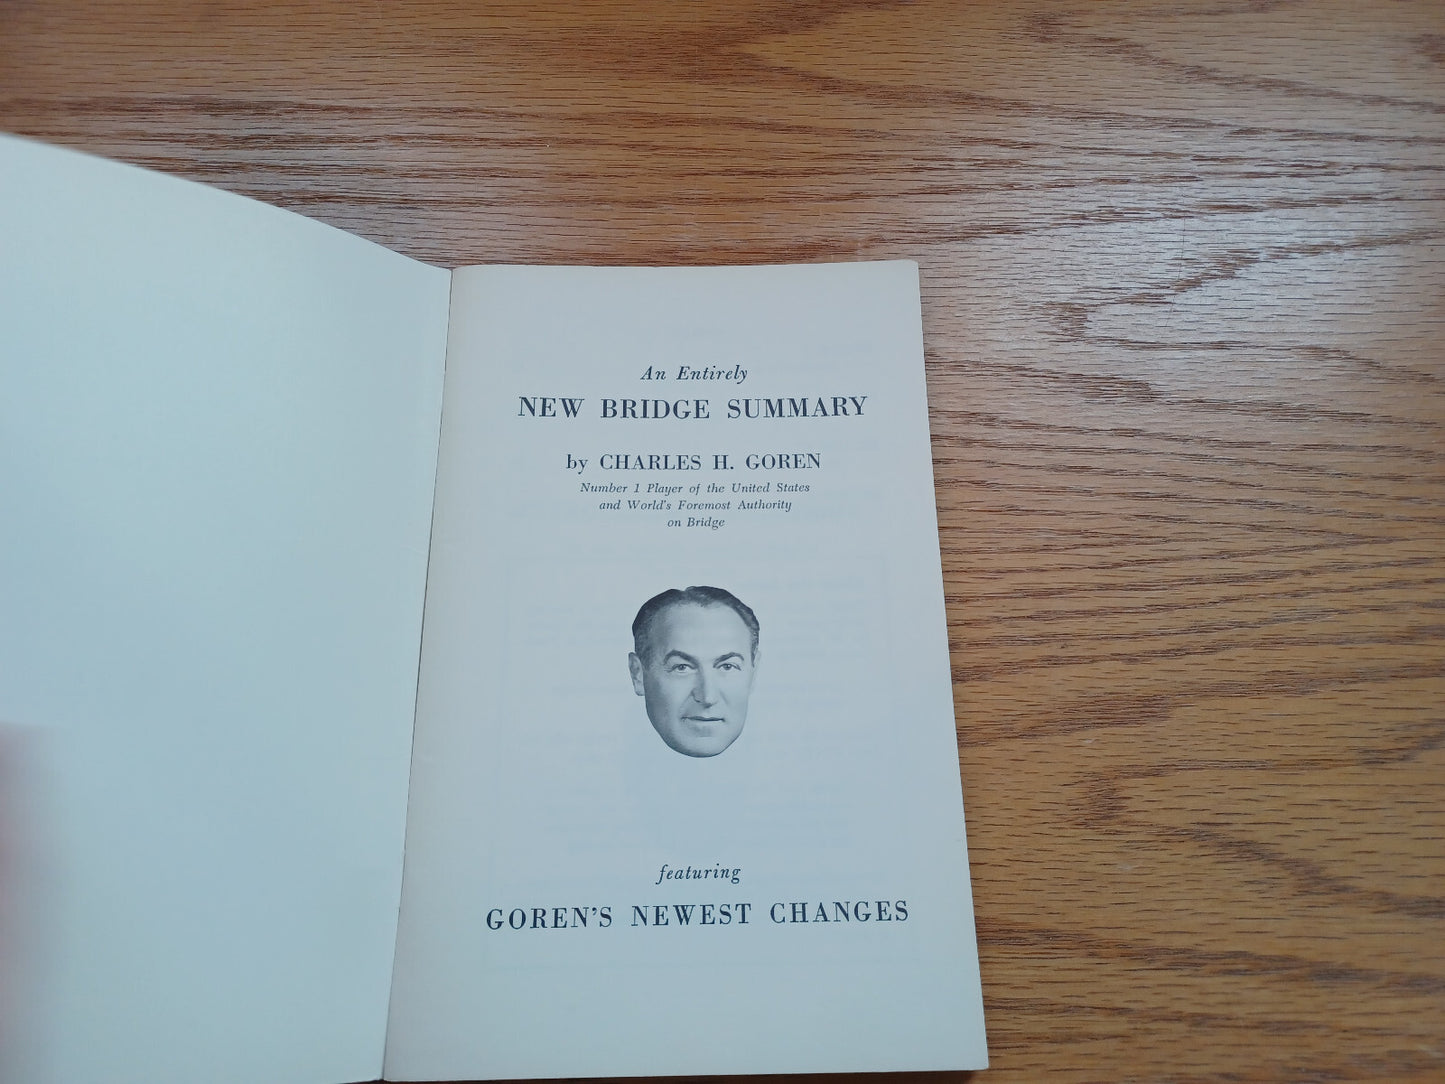 An Entirely
NEW BRIDGE SUMMARY
by CHARLES H. GOREN
Number 1 Player of the United States
and World's Foremost Authority
on Bridge
featuring
GOREN'S NEWEST CHANGES